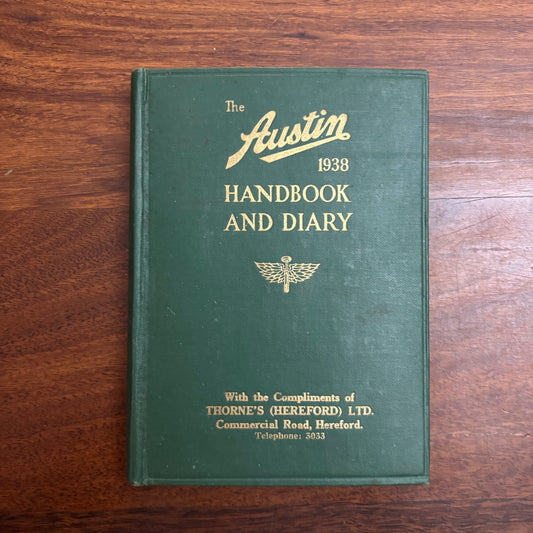 The
Austin
1938
HANDBOOK
AND DIARY
With the Compliments of
THORNE'S (HEREFORD) LTD.
Commercial Road, Hereford.
Telephone: 3033